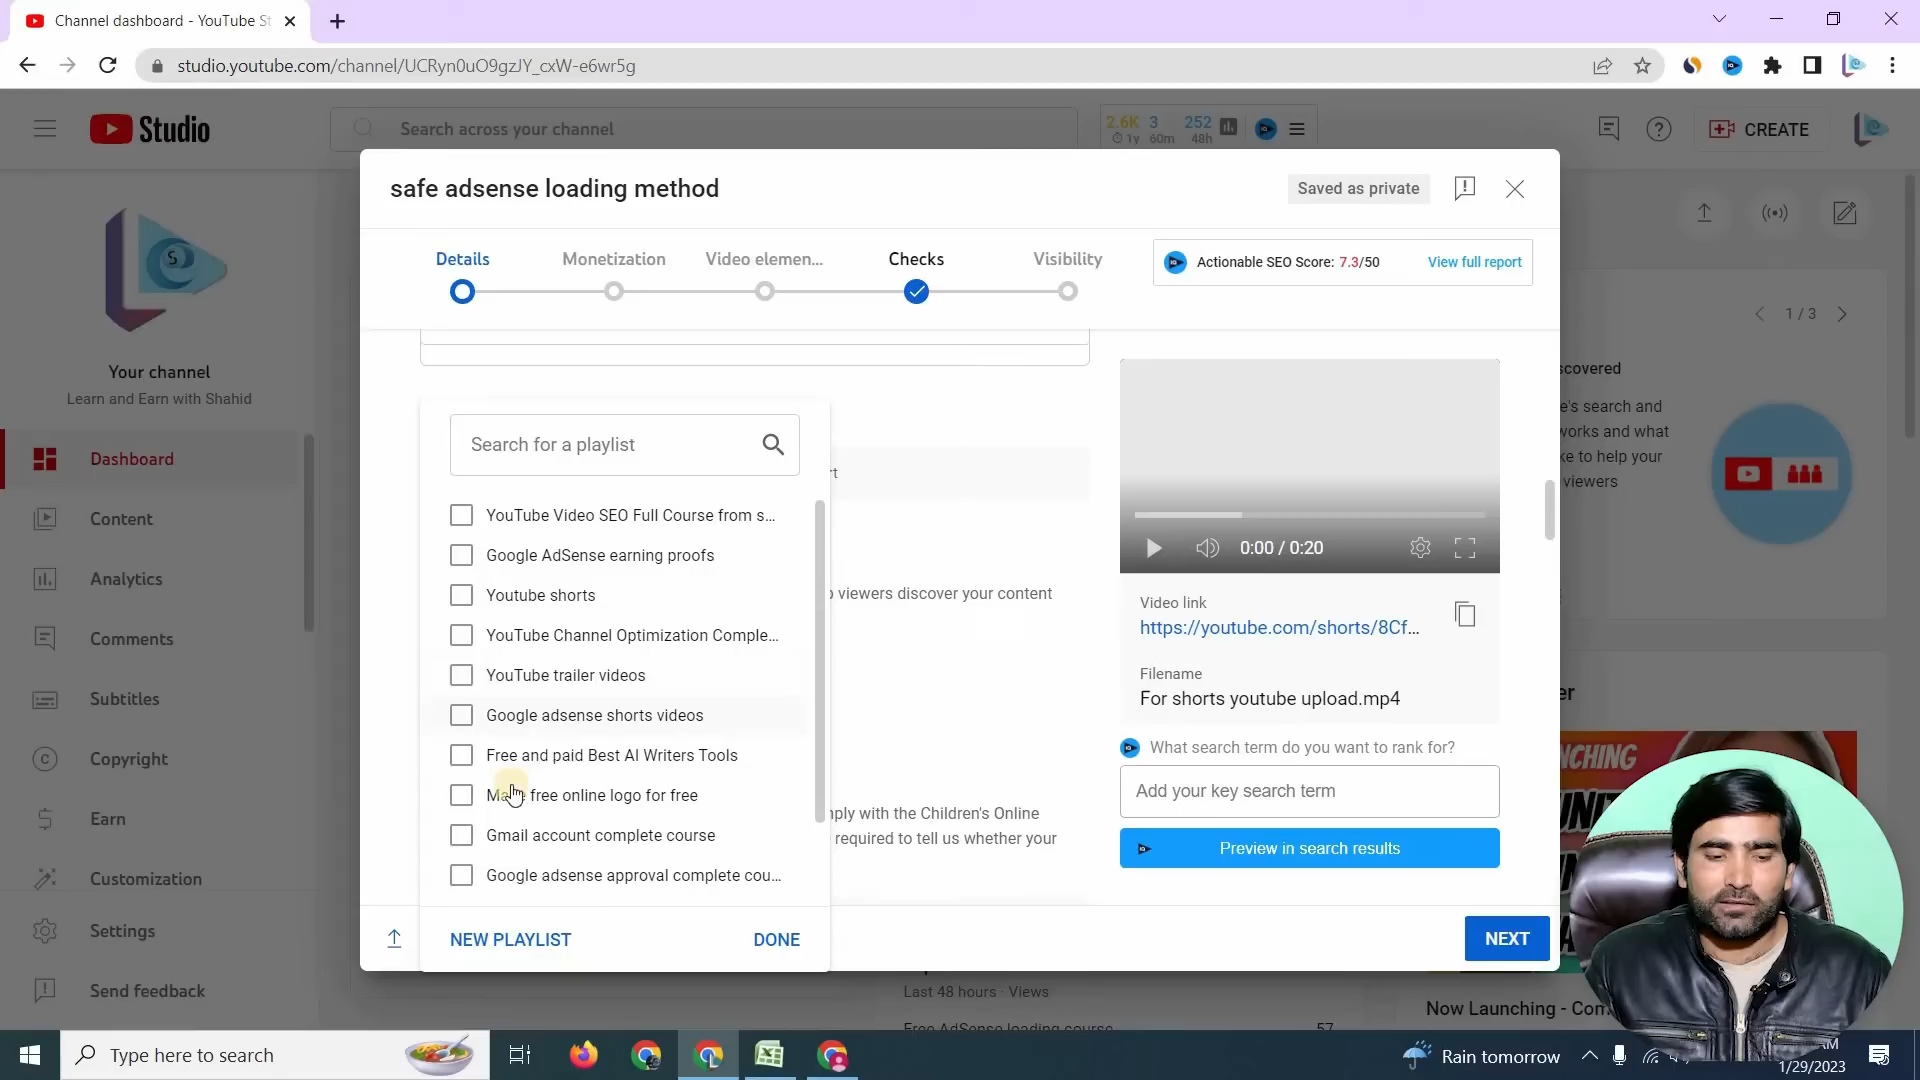 Channel dashboard - YouTube St
studio.youtube.com/channel/UCRyn0uO9gzJY_cxW-e6wr5g
Studio
Search across your channel
2.6K 3 252
1y 60m 48h
CREATE
safe adsense loading method
Saved as private
Details
Monetization
Video elemen...
Checks
Visibility
Actionable SEO Score: 7.3/50
View full report
1 / 3
Your channel
Learn and Earn with Shahid
Dashboard
Content
Analytics
Comments
Subtitles
Copyright
Earn
Customization
Settings
Send feedback
Search for a playlist
YouTube Video SEO Full Course from s...
Google AdSense earning proofs
Youtube shorts
YouTube Channel Optimization Comple...
YouTube trailer videos
Google adsense shorts videos
Free and paid Best AI Writers Tools
free online logo for free
Gmail account complete course
Google adsense approval complete cou...
NEW PLAYLIST
DONE
viewers discover your content
ply with the Children's Online
required to tell us whether your
0:00 / 0:20
Video link
https://youtube.com/shorts/8Cf...
Filename
For shorts youtube upload.mp4
What search term do you want to rank for?
Add your key search term
Preview in search results
NEXT
scovered
e's search and
works and what
ke to help your
viewers
er
Last 48 hours · Views
Free AdSense loading course
57
Now Launching - Com
Type here to search
Rain tomorrow
1/29/2023